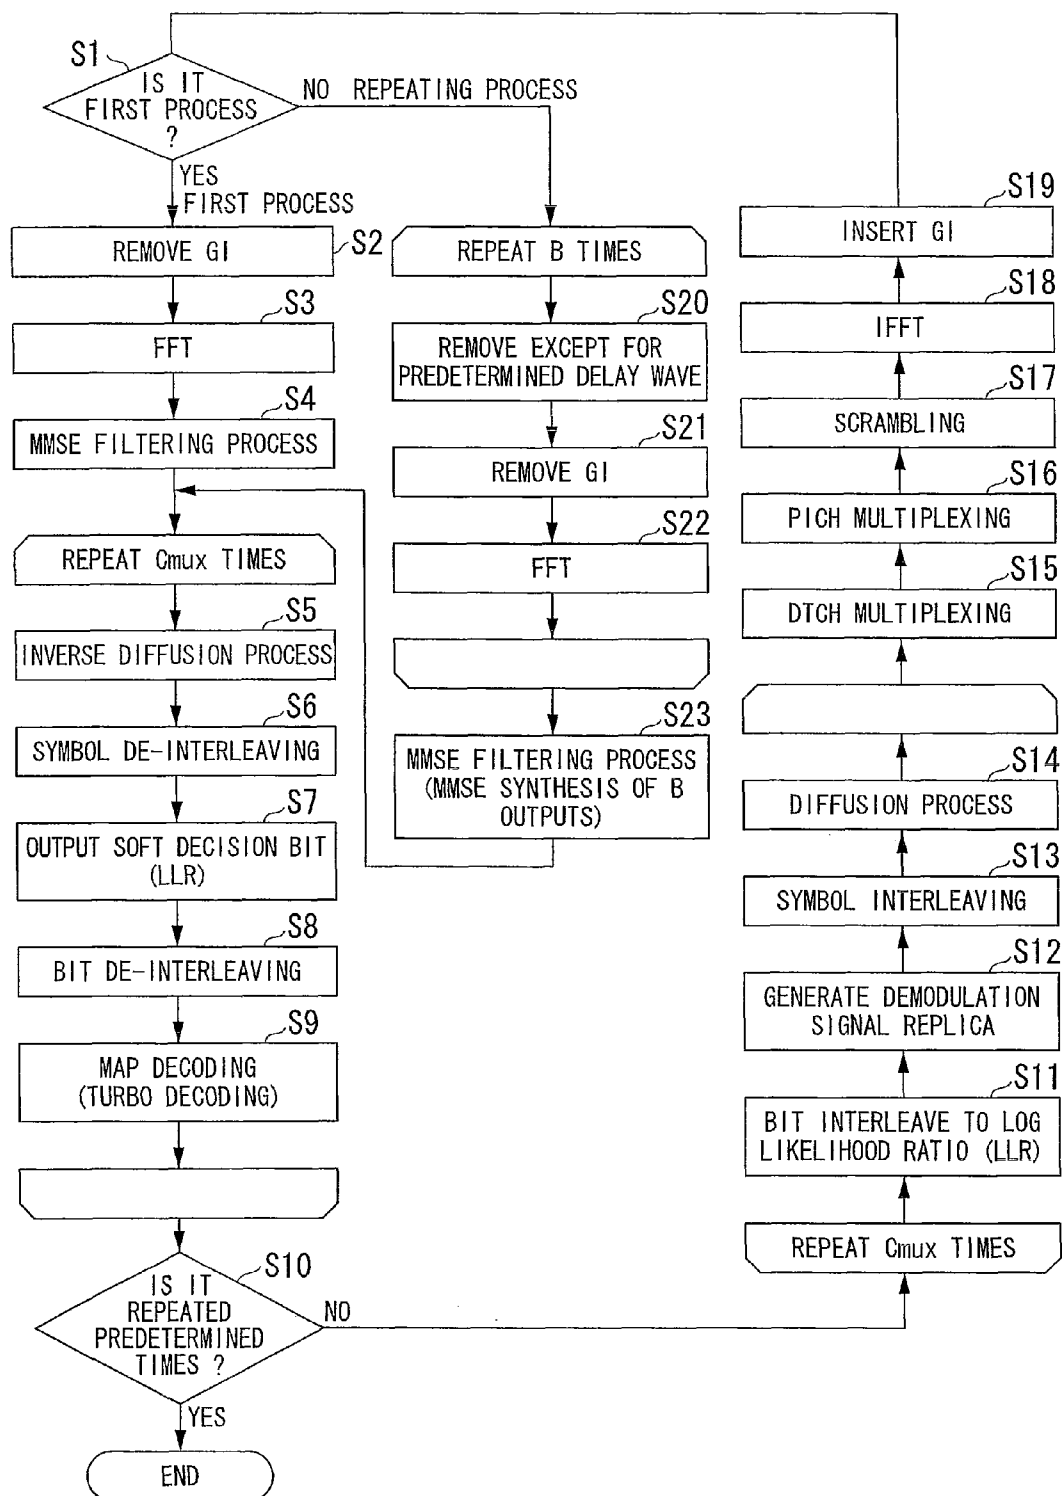 S1
IS IT
FIRST PROCESS
?
NO REPEATING PROCESS
YES
FIRST PROCESS
REMOVE GI
S2
S3
FFT
S4
MMSE FILTERING PROCESS
REPEAT Cmux TIMES
S5
INVERSE DIFFUSION PROCESS
S6
SYMBOL DE-INTERLEAVING
S7
OUTPUT SOFT DECISION BIT
(LLR)
S8
BIT DE-INTERLEAVING
S9
MAP DECODING
(TURBO DECODING)
S10
IS IT
REPEATED
PREDETERMINED
TIMES ?
NO
YES
END
REPEAT B TIMES
S20
REMOVE EXCEPT FOR
PREDETERMINED DELAY WAVE
S21
REMOVE GI
S22
FFT
S23
MMSE FILTERING PROCESS
(MMSE SYNTHESIS OF B
OUTPUTS)
S19
INSERT GI
S18
IFFT
S17
SCRAMBLING
S16
PICH MULTIPLEXING
S15
DTCH MULTIPLEXING
S14
DIFFUSION PROCESS
S13
SYMBOL INTERLEAVING
S12
GENERATE DEMODULATION
SIGNAL REPLICA
S11
BIT INTERLEAVE TO LOG
LIKELIHOOD RATIO (LLR)
REPEAT Cmux TIMES